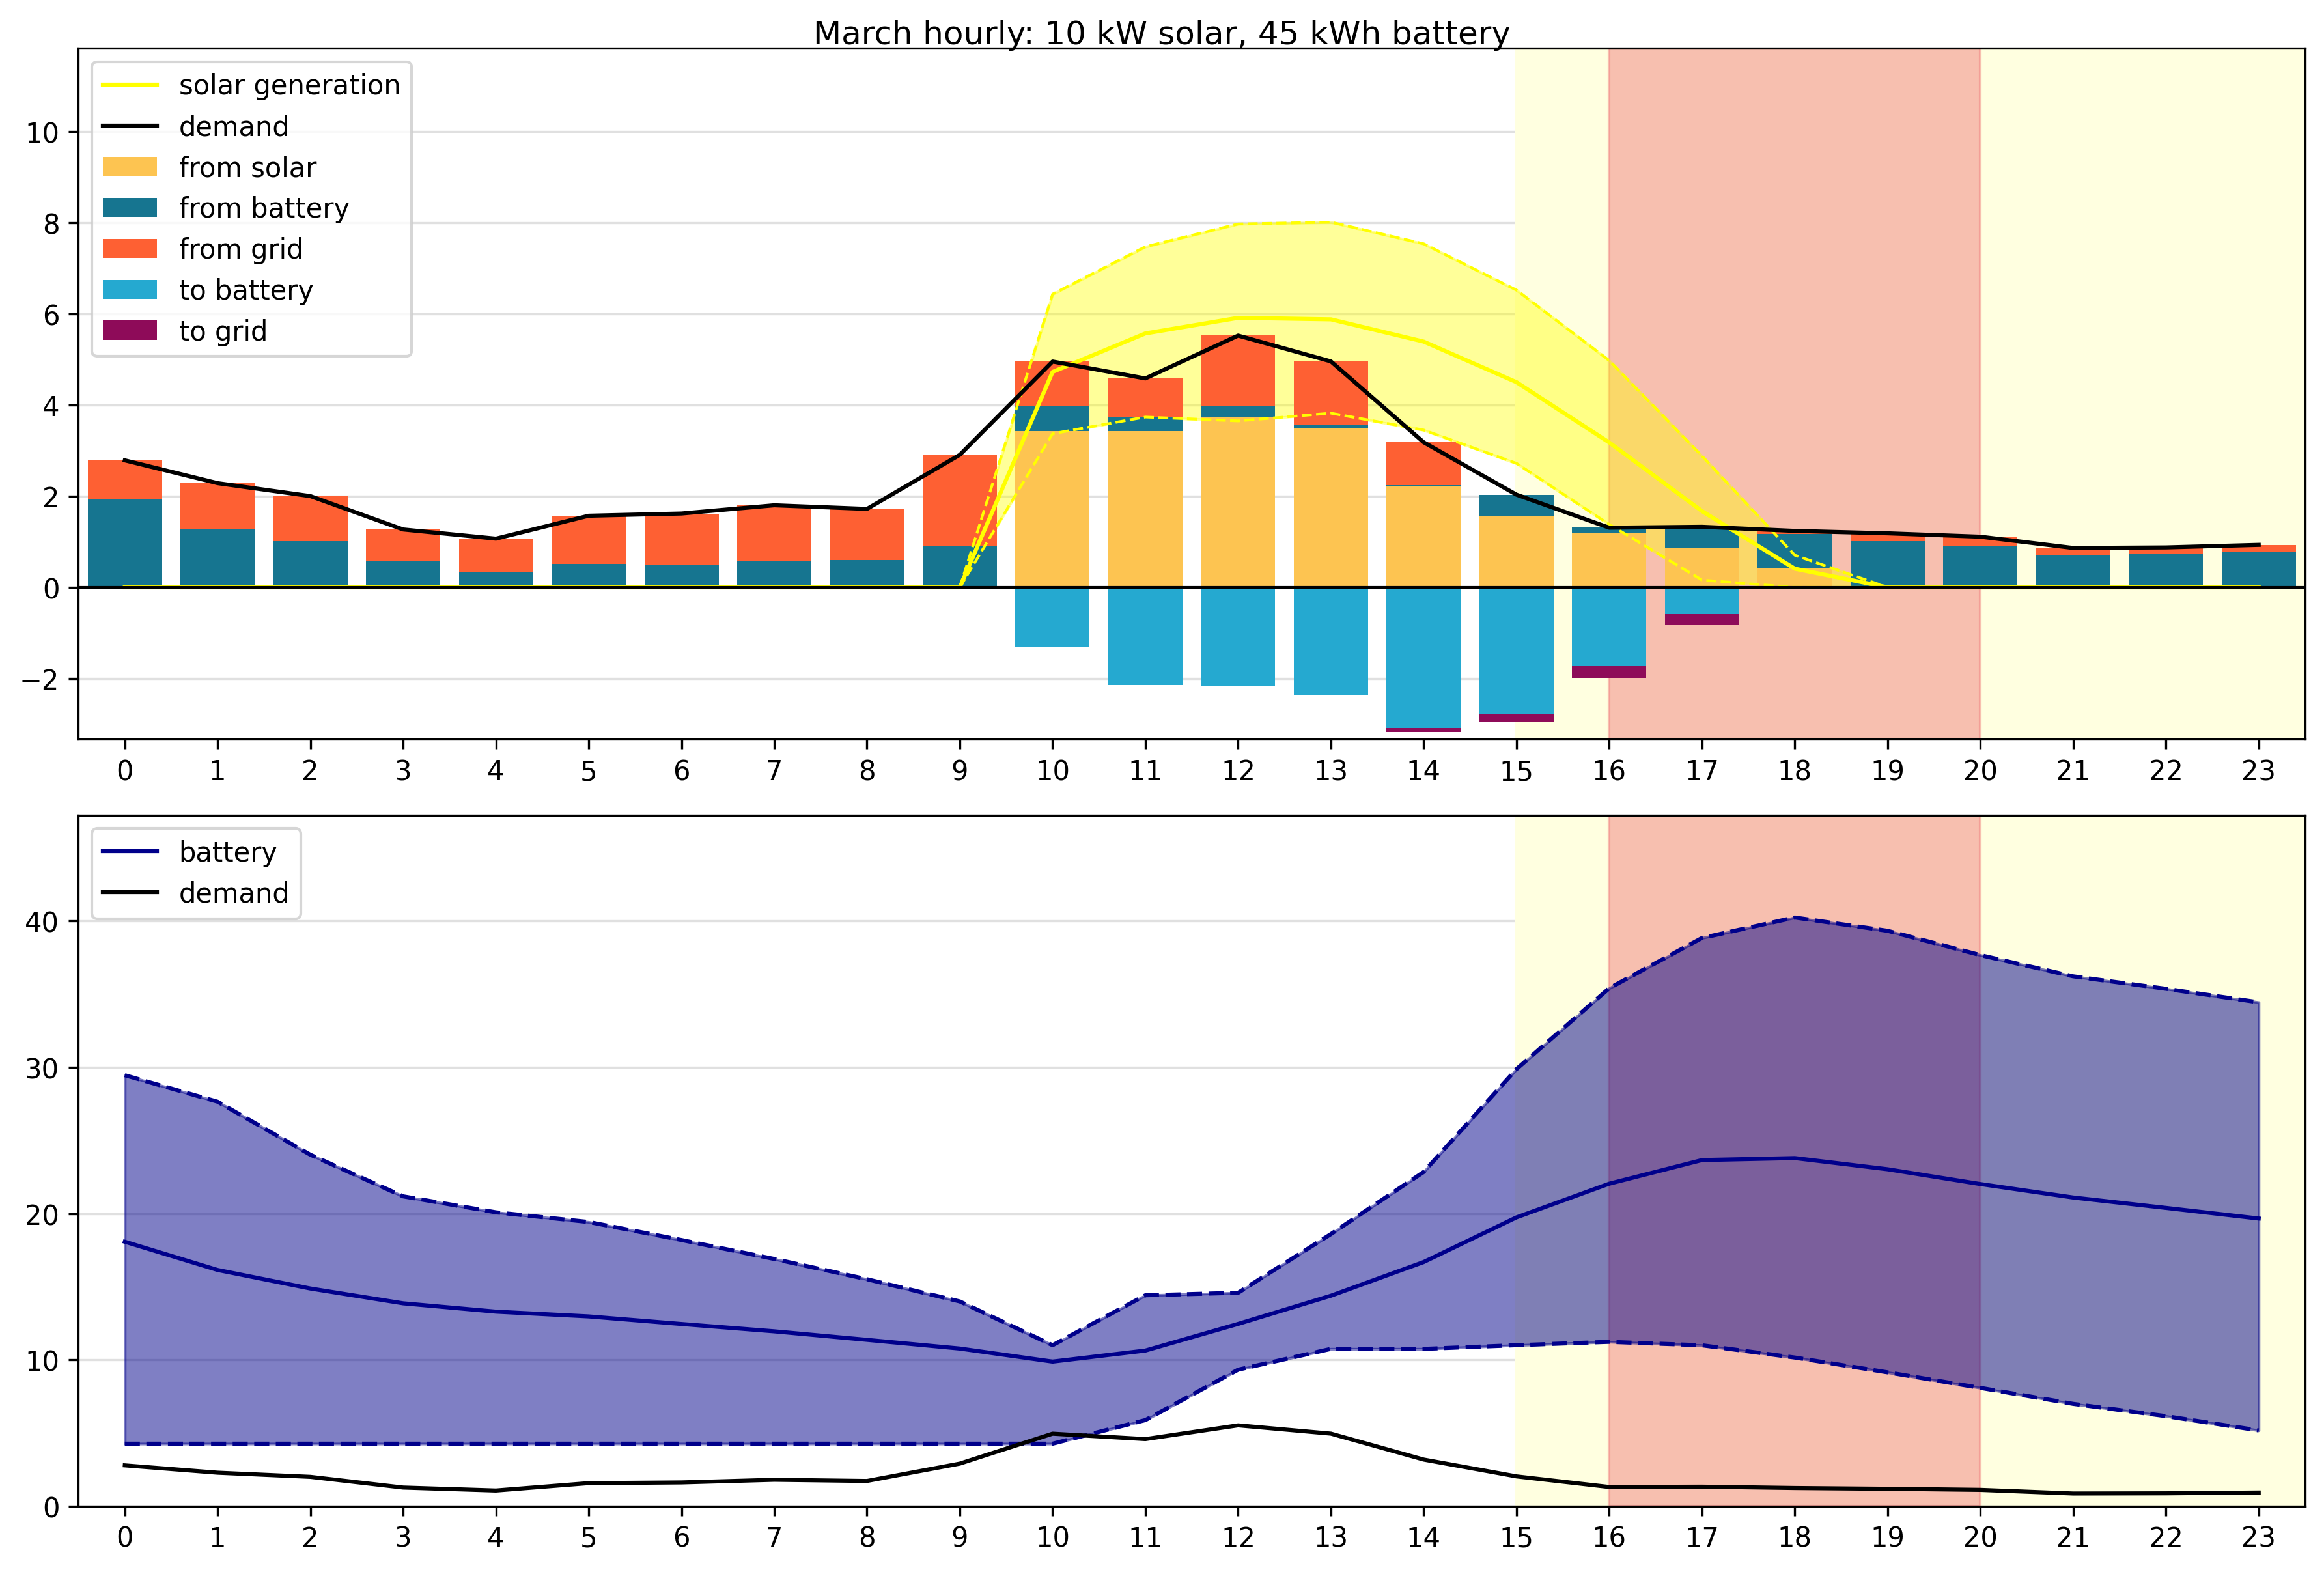 March hourly: 10 kW solar, 45 kWh battery
solar generation
demand
from solar
from battery
from grid
to battery
to grid
10
8
6
4
2
0
−2
0 1 2 3 4 5 6 7 8 9 10 11 12 13 14 15 16 17 18 19 20 21 22 23
battery
demand
40
30
20
10
0
0 1 2 3 4 5 6 7 8 9 10 11 12 13 14 15 16 17 18 19 20 21 22 23